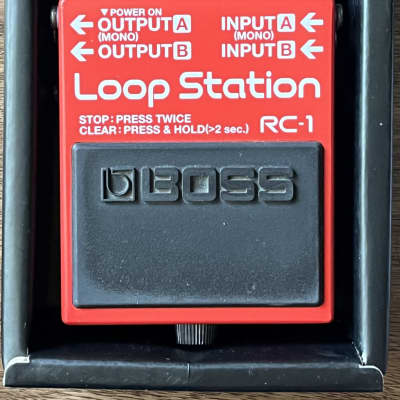 ▼POWER ON
← OUTPUT A INPUT A ←
(MONO) (MONO)
← OUTPUT B INPUT B ←
Loop Station
STOP: PRESS TWICE
CLEAR: PRESS & HOLD(>2 sec.) RC-1
BOSS